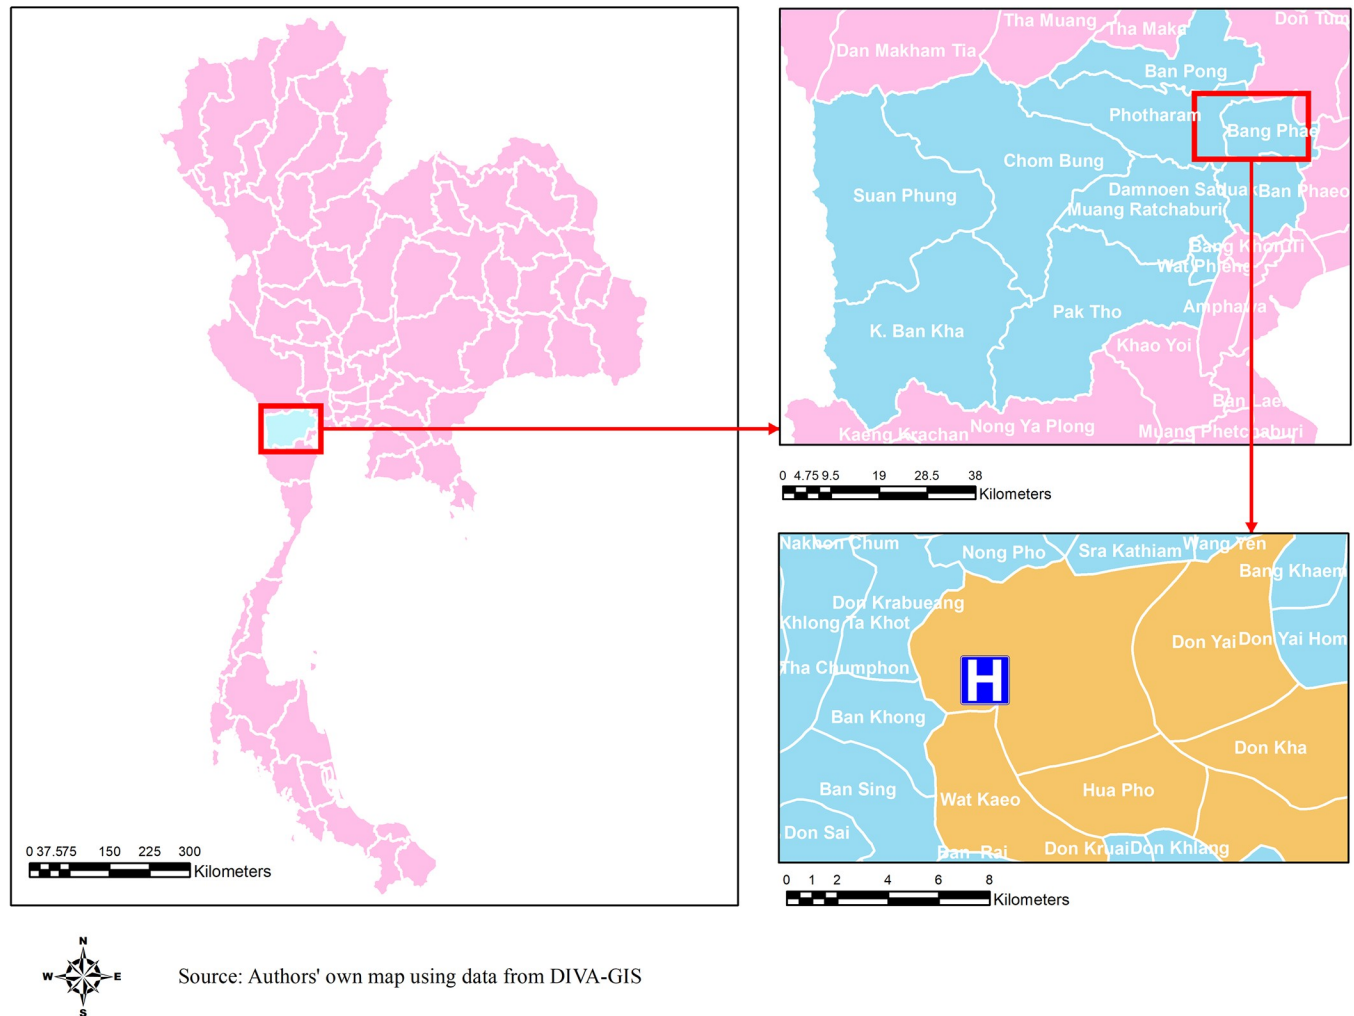 0 37.575 150 225 300
Kilometers
Tha Muang
Tha Maka
Don Tum
Dan Makham Tia
Ban Pong
Photharam
Bang Phae
Chom Bung
Suan Phung
Damnoen Saduak
Ban Phaeo
Muang Ratchaburi
Bang Khon Ti
Wat Phleng
Amphawa
Pak Tho
K. Ban Kha
Khao Yoi
Ban Laem
Kaeng Krachan
Nong Ya Plong
Muang Phetchaburi
0 4.75 9.5 19 28.5 38
Kilometers
Nakhon Chum
Nong Pho
Sra Kathiam
Wang Yen
Bang Khaem
Don Krabueang
Khlong Ta Khot
Don Yai
Don Yai Hom
Tha Chumphon
H
Ban Khong
Don Kha
Ban Sing
Wat Kaeo
Hua Pho
Don Sai
Ban Rai
Don Kruai
Don Khlang
0 1 2 4 6 8
Kilometers
N
W E
S
Source: Authors' own map using data from DIVA-GIS